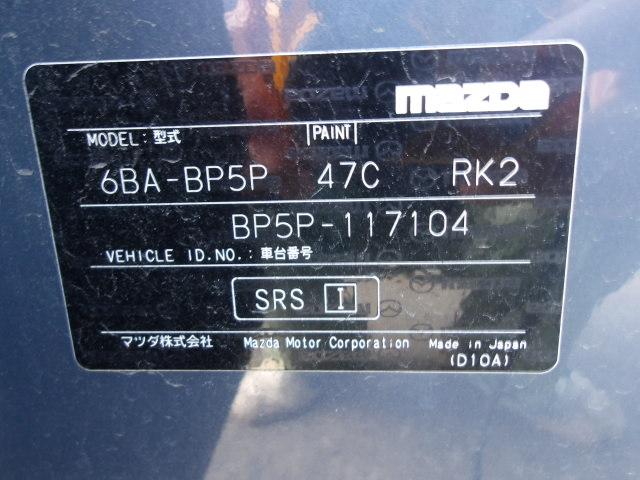 mazda
MODEL: 型式 PAINT
6BA-BP5P 47C RK2
BP5P-117104
VEHICLE ID.NO.: 車台番号
SRS I
マツダ株式会社 Mazda Motor Corporation Made in Japan
(D10A)